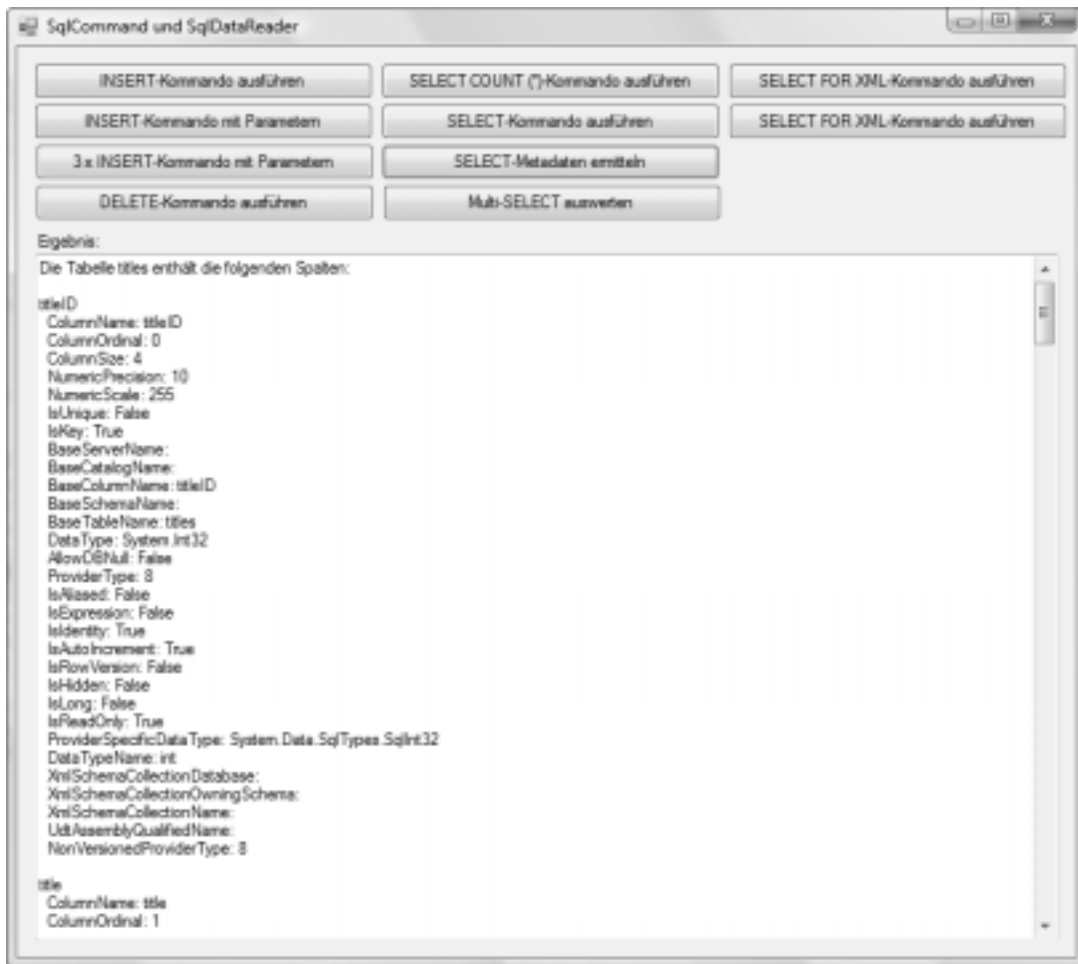 SqlCommand und SqlDataReader
INSERT-Kommando ausführen
SELECT COUNT (*)-Kommando ausführen
SELECT FOR XML-Kommando ausführen
INSERT-Kommando mit Parametern
SELECT-Kommando ausführen
SELECT FOR XML-Kommando ausführen
3 x INSERT-Kommando mit Parametern
SELECT-Metadaten ermitteln
DELETE-Kommando ausführen
Multi-SELECT auswerten
Ergebnis:
Die Tabelle titles enthält die folgenden Spalten:
titleID
ColumnName: titleID
ColumnOrdinal: 0
ColumnSize: 4
NumericPrecision: 10
NumericScale: 255
IsUnique: False
IsKey: True
BaseServerName:
BaseCatalogName:
BaseColumnName: titleID
BaseSchemaName:
BaseTableName: titles
DataType: System.Int32
AllowDBNull: False
ProviderType: 8
IsAliased: False
IsExpression: False
IsIdentity: True
IsAutoIncrement: True
IsRowVersion: False
IsHidden: False
IsLong: False
IsReadOnly: True
ProviderSpecificDataType: System.Data.SqlTypes.SqlInt32
DataTypeName: int
XmlSchemaCollectionDatabase:
XmlSchemaCollectionOwningSchema:
XmlSchemaCollectionName:
UdtAssemblyQualifiedName:
NonVersionedProviderType: 8
title
ColumnName: title
ColumnOrdinal: 1